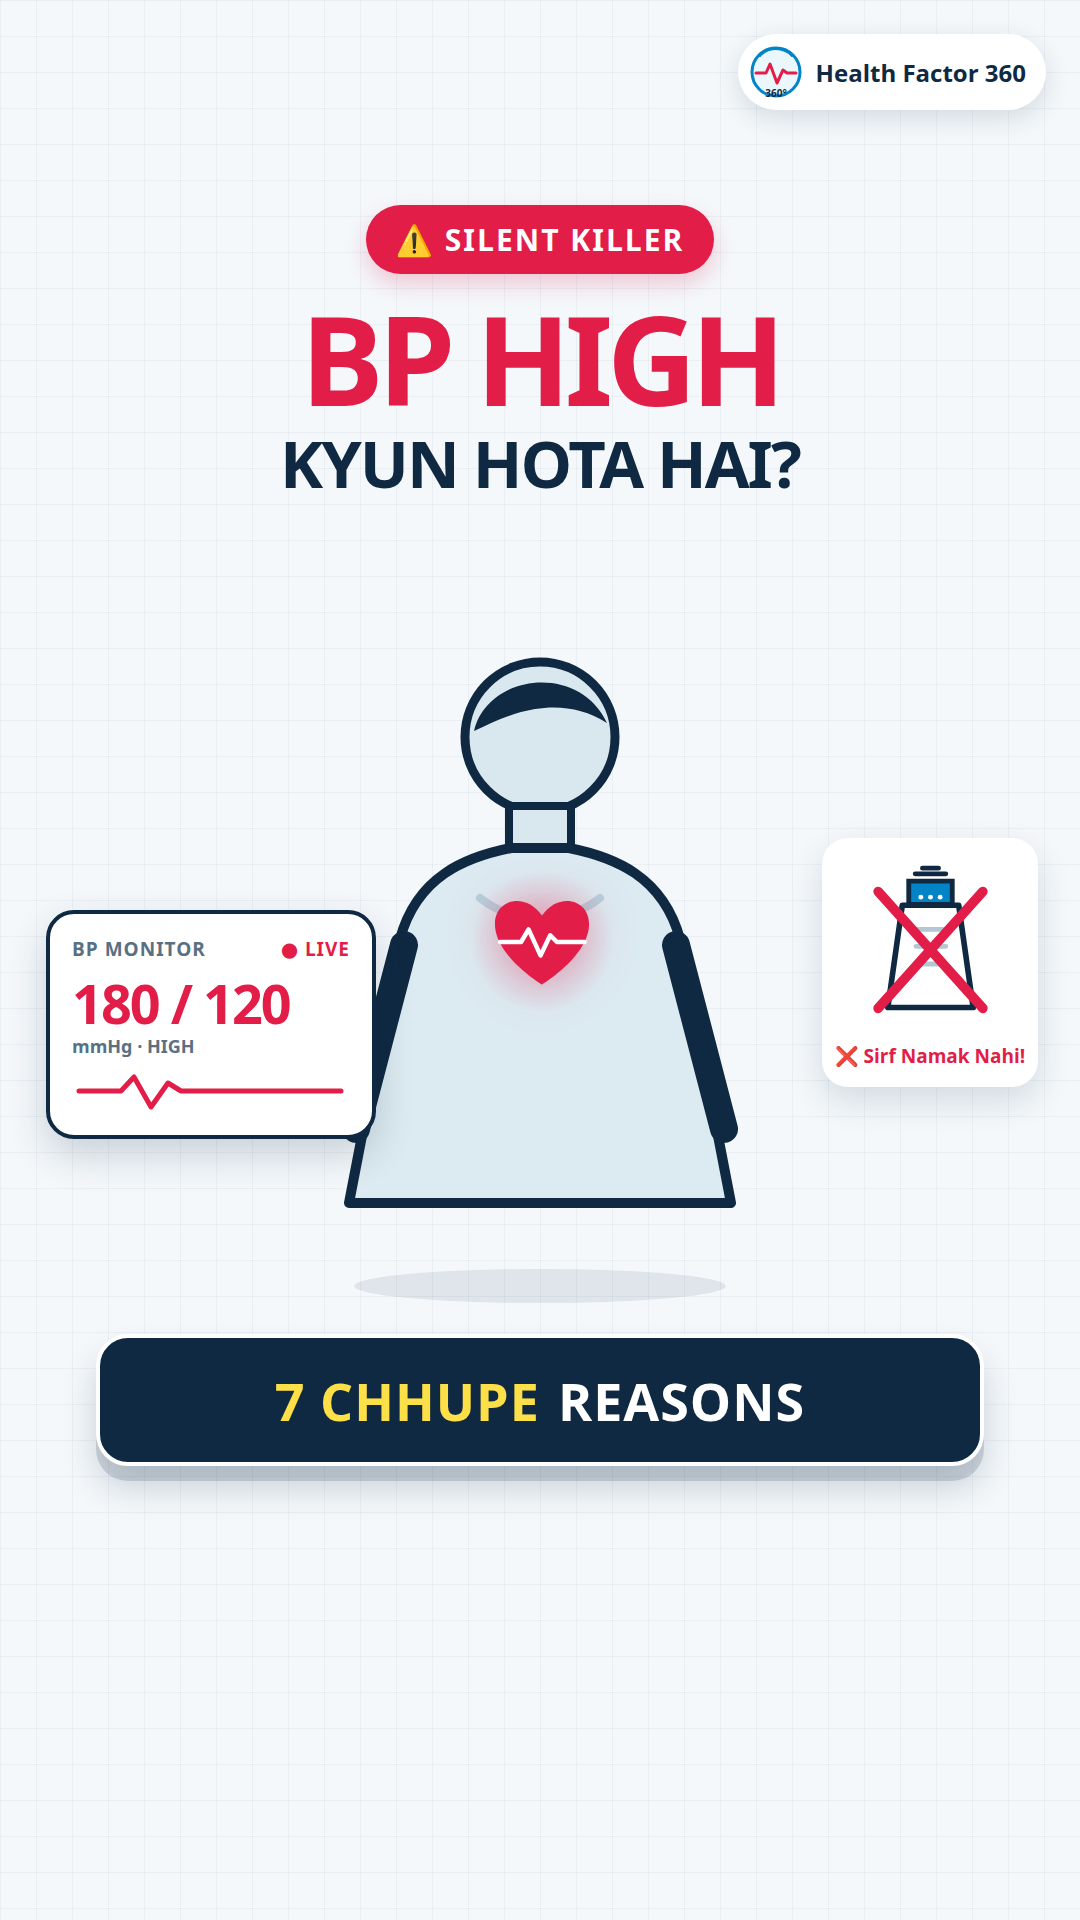 360°
Health Factor 360
⚠️ SILENT KILLER
BP HIGH
KYUN HOTA HAI?
BP MONITOR
● LIVE
180 / 120
mmHg · HIGH
❌ Sirf Namak Nahi!
7 CHHUPE REASONS